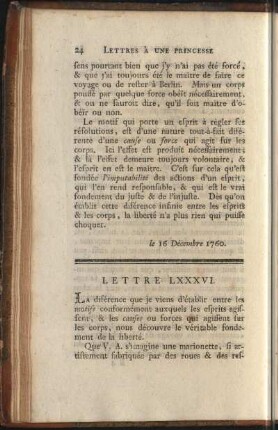 24 LETTRES À UNE PRINCESSE
sens pourtant bien que j'y n'ai pas été forcé,
& que j'ai toujours été le maître de faire ce
voyage ou de rester à Berlin. Mais un corps
poussé par quelque force obéit nécessairement,
& on ne sauroit dire, qu'il soit maître d'o-
béir ou non.
Le motif qui porte un esprit à régler ses
résolutions, est d'une nature tout-à-fait diffé-
rente d'une cause ou force qui agit sur les
corps. Ici l'effet est produit nécessairement;
& là l'effet demeure toujours volontaire, &
l'esprit en est le maître. C'est sur cela qu'est
fondée l'imputabilité des actions d'un esprit,
qui l'en rend responsable, & qui est le vrai
fondement du juste & de l'injuste. Dès qu'on
établit cette différence infinie entre les esprits
& les corps, la liberté n'a plus rien qui puisse
choquer.
le 16 Décembre 1760.
LETTRE LXXXVI.
La différence que je viens d'établir entre les
motifs conformément auxquels les esprits agis-
sent, & les causes ou forces qui agissent sur
les corps, nous découvre le véritable fonde-
ment de la liberté.
Que V. A. s'imagine une marionette, si ar-
tistement fabriquée par des roues & des res-